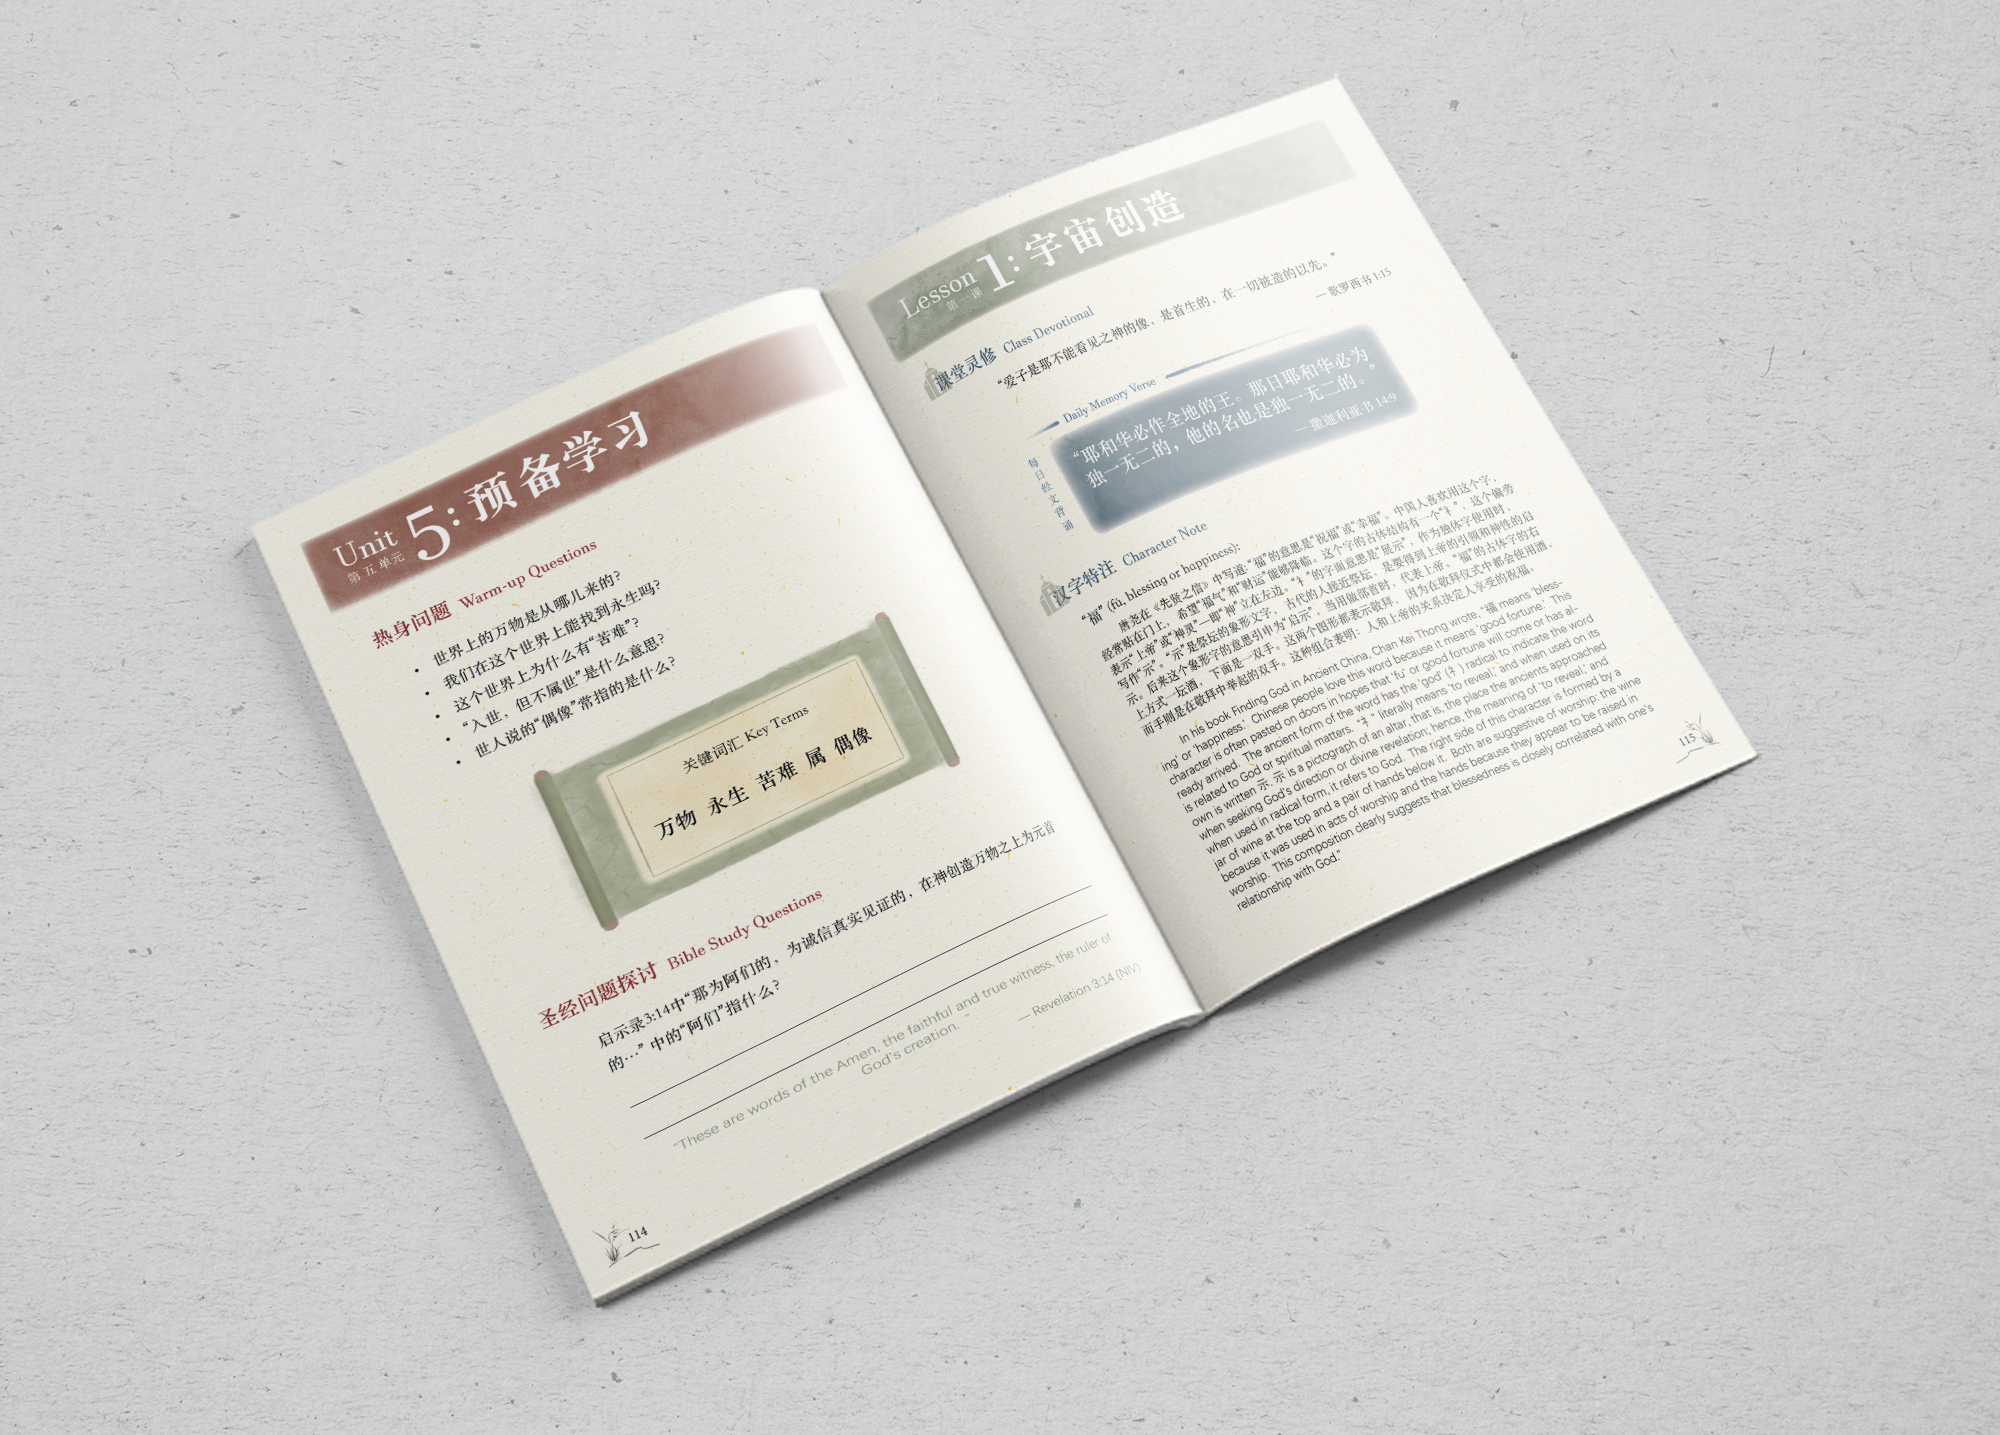 Unit 5: 预备学习
第五单元
热身问题 Warm-up Questions
• 世界上的万物是从哪儿来的?
• 我们在这个世界上能找到永生吗?
• 这个世界上为什么有“苦难”?
• “入世，但不属世”是什么意思?
• 世人说的“偶像”常指的是什么?
关键词汇 Key Terms
万物 永生 苦难 属 偶像
圣经问题探讨 Bible Study Questions
启示录3:14中“那为阿们的，为诚信真实见证的，在神创造万物之上为元首
的…” 中的“阿们”指什么?
“These are words of the Amen, the faithful and true witness, the ruler of
God's creation. ”
— Revelation 3:14 (NIV)
114
Lesson 1: 宇宙创造
第一课
课堂灵修 Class Devotional
“爱子是那不能看见之神的像，是首生的，在一切被造的以先。”
— 歌罗西书 1:15
Daily Memory Verse
每日经文背诵
“耶和华必作全地的王。那日耶和华必为
独一无二的，他的名也是独一无二的。”
— 撒迦利亚书 14:9
汉字特注 Character Note
“福” (fú, blessing or happiness):
唐尧在《先贤之信》中写道：“福”的意思是“祝福”或“幸福”。中国人喜欢用这个字，
经常贴在门上，希望“福气”和“财运”能够降临。这个字的古体结构有一个“礻”，这个偏旁
表示“上帝”或“神灵”—即“神”立在左边。“礻”的字面意思是“显示”，作为独体字使用时，
写作“示”。“示”是祭坛的象形文字，古代的人挨近祭坛，是要得到上帝的引领和神性的启
示。后来这个象形字的意思引申为“启示”，当用做部首时，代表上帝。“福”的古体字的右
上方式一坛酒，下面是一双手。这两个图形都表示敬拜，因为在敬拜仪式中都会使用酒，
而手则是在敬拜中举起的双手。这种组合表明：人和上帝的关系决定人享受的祝福。
In his book Finding God in Ancient China, Chan Kei Thong wrote, “福 means 'bless-
ing' or 'happiness.' Chinese people love this word because it means 'good fortune.' This
character is often pasted on doors in hopes that 'fu' or good fortune will come or has al-
ready arrived. The ancient form of the word has the 'god' (礻) radical to indicate the word
is related to God or spiritual matters. “礻” literally means 'to reveal,' and when used on its
own is written 示. 示 is a pictograph of an altar, that is, the place the ancients approached
when seeking God's direction or divine revelation; hence, the meaning of 'to reveal;' and
when used in radical form, it refers to God. The right side of this character is formed by a
jar of wine at the top and a pair of hands below it. Both are suggestive of worship: the wine
because it was used in acts of worship and the hands because they appear to be raised in
worship. This composition clearly suggests that blessedness is closely correlated with one's
relationship with God.”
115